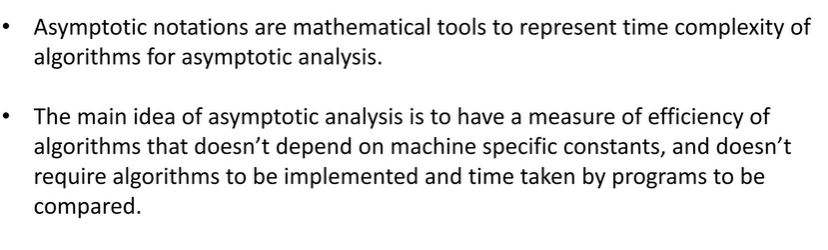 • Asymptotic notations are mathematical tools to represent time complexity of
algorithms for asymptotic analysis.
• The main idea of asymptotic analysis is to have a measure of efficiency of
algorithms that doesn’t depend on machine specific constants, and doesn’t
require algorithms to be implemented and time taken by programs to be
compared.